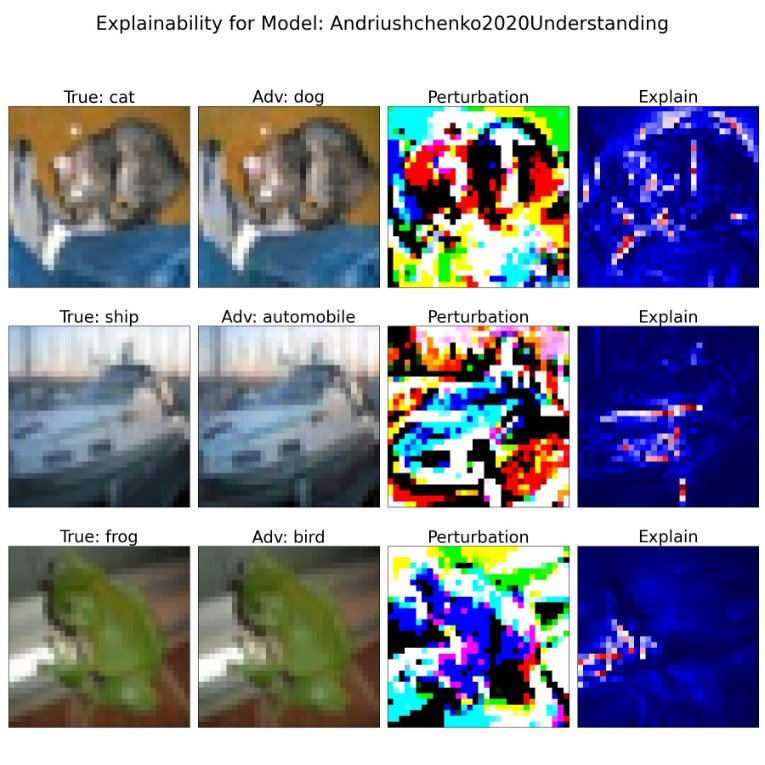 Explainability for Model: Andriushchenko2020Understanding
True: cat Adv: dog Perturbation Explain
True: ship Adv: automobile Perturbation Explain
True: frog Adv: bird Perturbation Explain